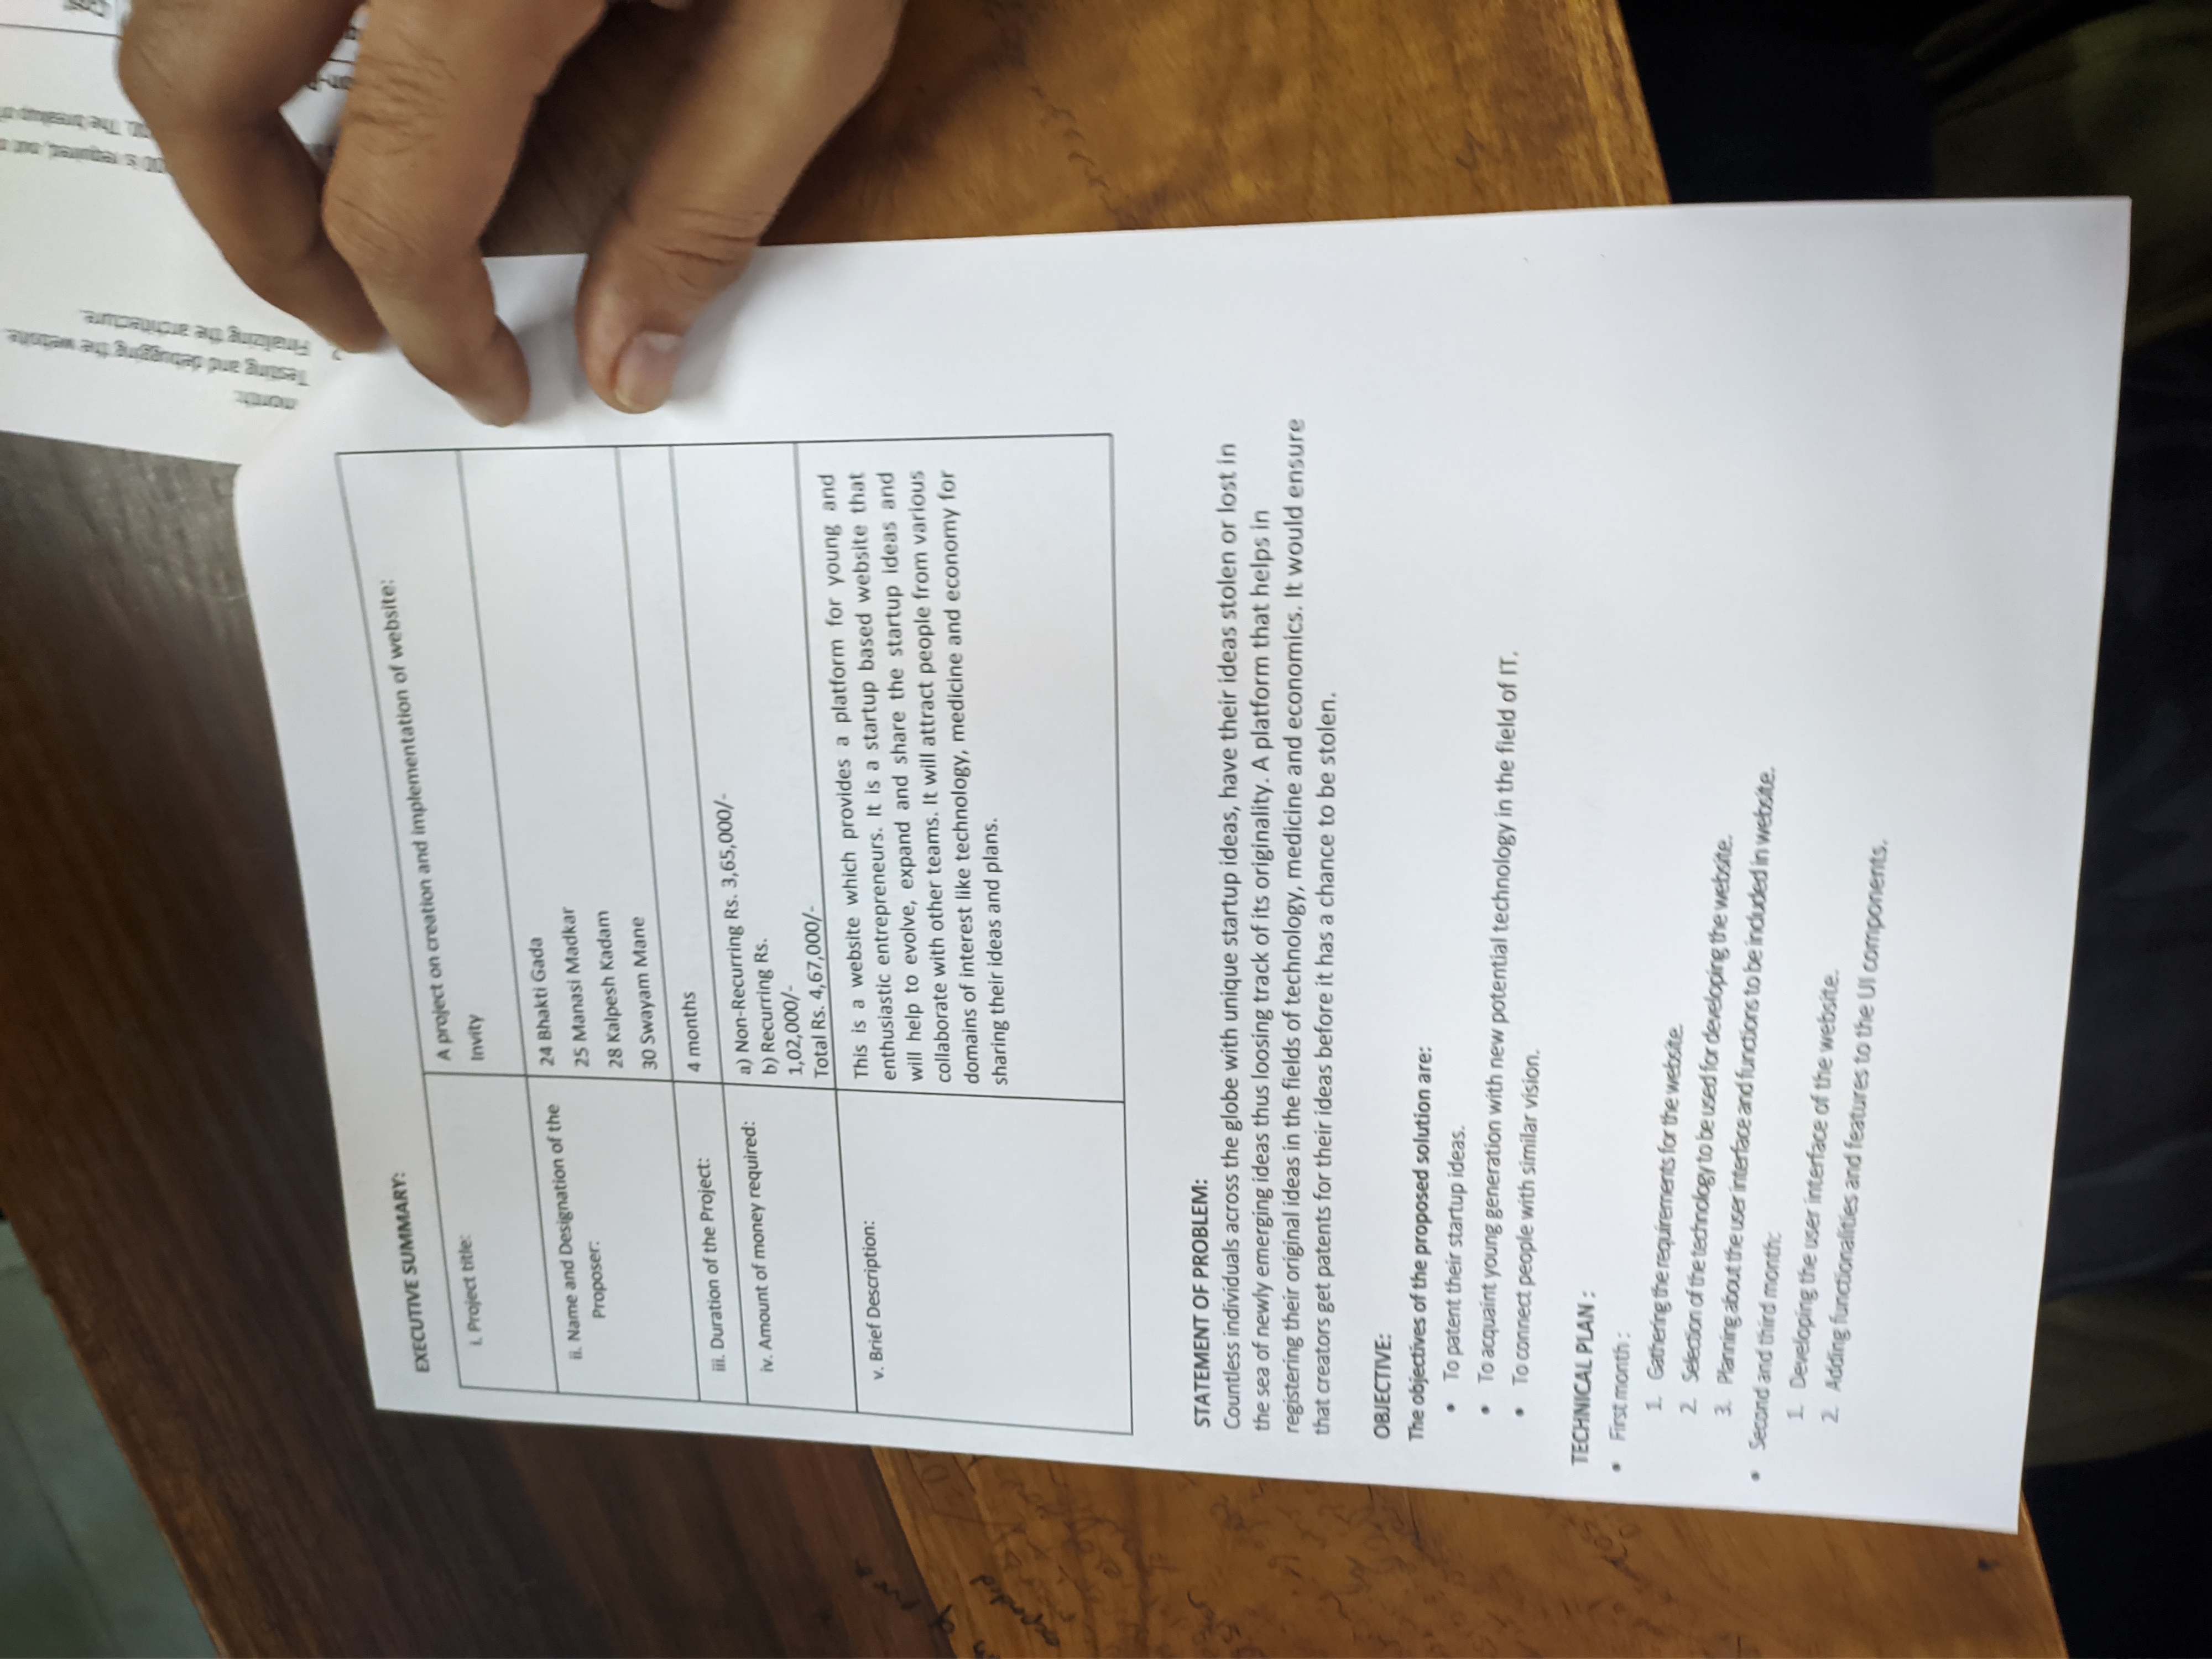 EXECUTIVE SUMMARY:
i. Project title:
A project on creation and implementation of website:
Invity
ii. Name and Designation of the
Proposer:
24 Bhakti Gada
25 Manasi Madkar
28 Kalpesh Kadam
30 Swayam Mane
iii. Duration of the Project:
4 months
iv. Amount of money required:
a) Non-Recurring Rs. 3,65,000/-
b) Recurring Rs.
1,02,000/-
Total Rs. 4,67,000/-
v. Brief Description:
This is a website which provides a platform for young and
enthusiastic entrepreneurs. It is a startup based website that
will help to evolve, expand and share the startup ideas and
collaborate with other teams. It will attract people from various
domains of interest like technology, medicine and economy for
sharing their ideas and plans.
STATEMENT OF PROBLEM:
Countless individuals across the globe with unique startup ideas, have their ideas stolen or lost in
the sea of newly emerging ideas thus loosing track of its originality. A platform that helps in
registering their original ideas in the fields of technology, medicine and economics. It would ensure
that creators get patents for their ideas before it has a chance to be stolen.
OBJECTIVE:
The objectives of the proposed solution are:
• To patent their startup ideas.
• To acquaint young generation with new potential technology in the field of IT.
• To connect people with similar vision.
TECHNICAL PLAN :
• First month :
1. Gathering the requirements for the website.
2. Selection of the technology to be used for developing the website.
3. Planning about the user interface and functions to be included in website.
• Second and third month:
1. Developing the user interface of the website.
2. Adding functionalities and features to the UI components.
month:
Testing and debugging the website.
2. Finalizing the architecture.
is required, our
The breakup of
Cost